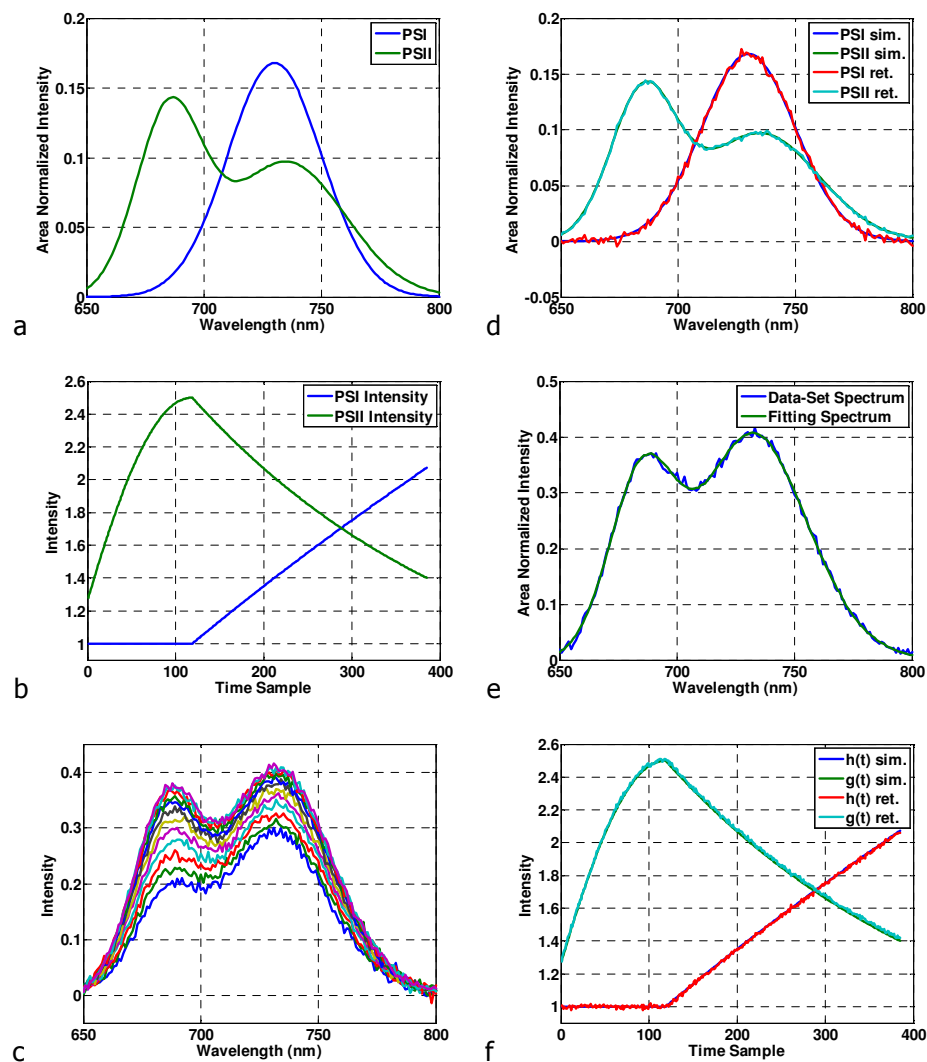 0.2
0.15
0.1
0.05
0
650
700
750
800
Area Normalized Intensity
Wavelength (nm)
PSI
PSII
a
0.2
0.15
0.1
0.05
0
-0.05
650
700
750
800
Area Normalized Intensity
Wavelength (nm)
PSI sim.
PSII sim.
PSI ret.
PSII ret.
d
2.6
2.4
2.2
2
1.8
1.6
1.4
1.2
1
0
100
200
300
400
Intensity
Time Sample
PSI Intensity
PSII Intensity
b
0.5
0.4
0.3
0.2
0.1
0
650
700
750
800
Area Normalized Intensity
Wavelength (nm)
Data-Set Spectrum
Fitting Spectrum
e
0.4
0.3
0.2
0.1
0
650
700
750
800
Intensity
Wavelength (nm)
c
2.6
2.4
2.2
2
1.8
1.6
1.4
1.2
1
0
100
200
300
400
Intensity
Time Sample
h(t) sim.
g(t) sim.
h(t) ret.
g(t) ret.
f